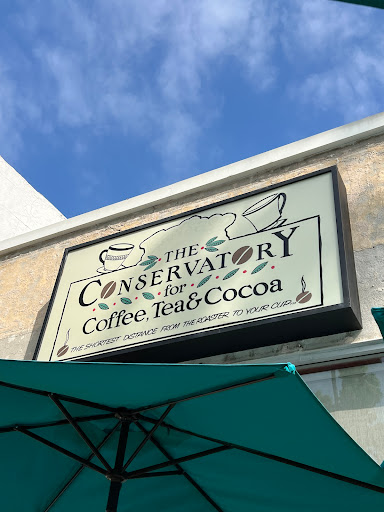 THE
CONSERVATORY
for
Coffee, Tea & Cocoa
THE SHORTEST DISTANCE FROM THE ROASTER TO YOUR CUP...